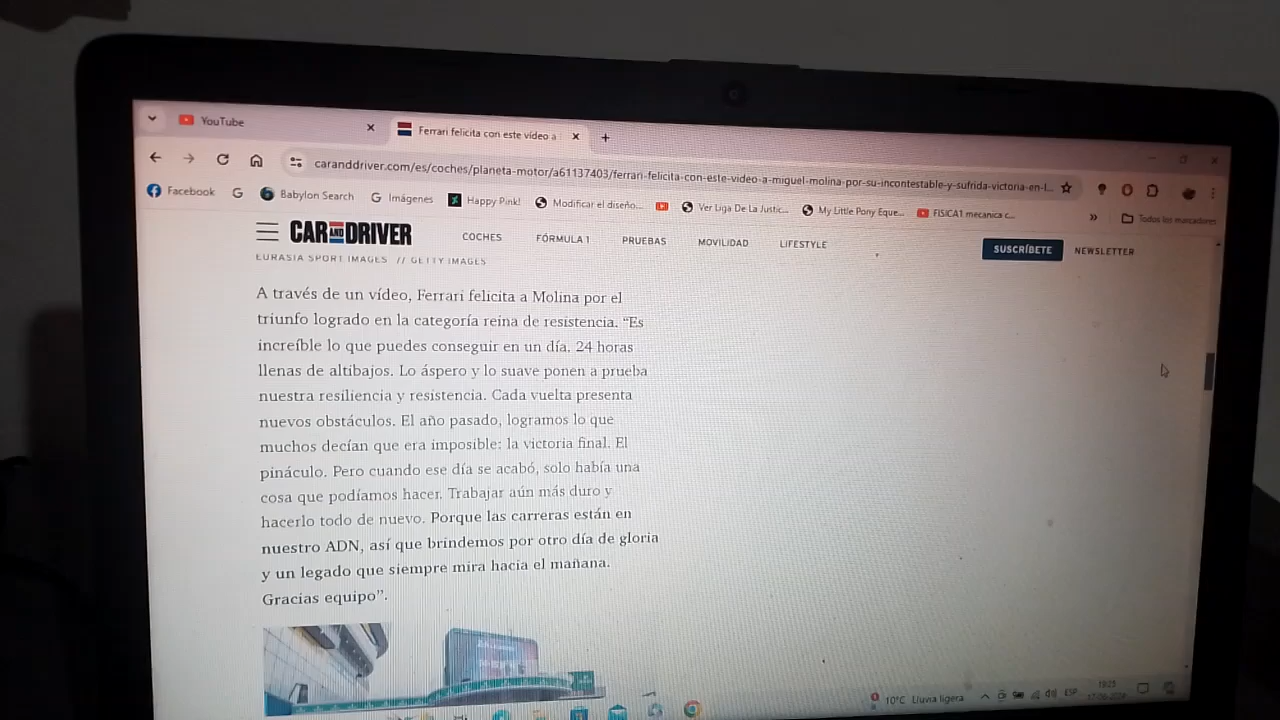 YouTube
Ferrari felicita con este vídeo a
caranddriver.com/es/coches/planeta-motor/a61137403/ferrari-felicita-con-este-video-a-miguel-molina-por-su-incontestable-y-sufrida-victoria-en-l...
Facebook Babylon Search Imágenes Happy Pink! Modificar el diseño... Ver Liga De La Justic... My Little Pony Eque... FISICA1 mecanica c... » Todos los marcadores
CAR AND DRIVER COCHES FÓRMULA 1 PRUEBAS MOVILIDAD LIFESTYLE SUSCRÍBETE NEWSLETTER
EURASIA SPORT IMAGES // GETTY IMAGES
A través de un vídeo, Ferrari felicita a Molina por el
triunfo logrado en la categoría reina de resistencia. “Es
increíble lo que puedes conseguir en un día. 24 horas
llenas de altibajos. Lo áspero y lo suave ponen a prueba
nuestra resiliencia y resistencia. Cada vuelta presenta
nuevos obstáculos. El año pasado, logramos lo que
muchos decían que era imposible: la victoria final. El
pináculo. Pero cuando ese día se acabó, solo había una
cosa que podíamos hacer. Trabajar aún más duro y
hacerlo todo de nuevo. Porque las carreras están en
nuestro ADN, así que brindemos por otro día de gloria
y un legado que siempre mira hacia el mañana.
Gracias equipo”.
10°C Lluvia ligera ESP 19:25